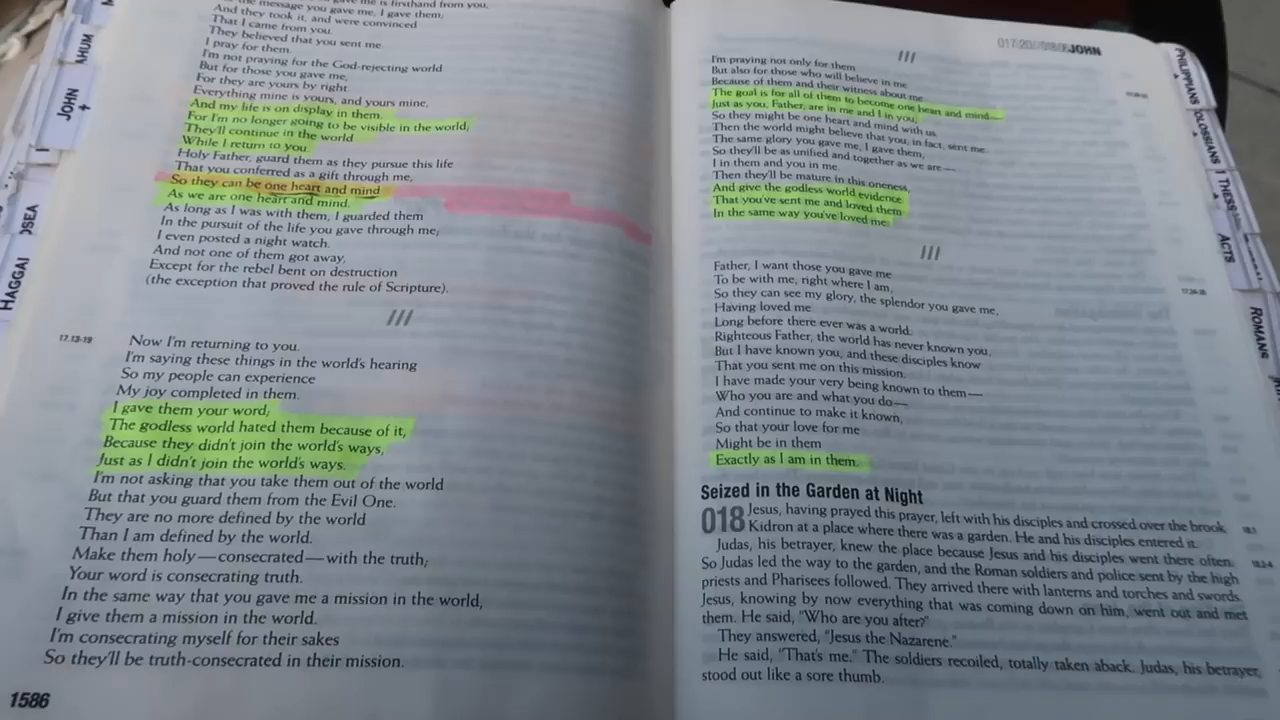 the message you gave me, I gave them;
And they took it, and were convinced
That I came from you.
They believed that you sent me.
I pray for them.
I'm not praying for the God-rejecting world
But for those you gave me,
For they are yours by right.
Everything mine is yours, and yours mine,
And my life is on display in them.
For I'm no longer going to be visible in the world;
They'll continue in the world
While I return to you.
Holy Father, guard them as they pursue this life
That you conferred as a gift through me,
So they can be one heart and mind
As we are one heart and mind.
As long as I was with them, I guarded them
In the pursuit of the life you gave through me;
I even posted a night watch.
And not one of them got away,
Except for the rebel bent on destruction
(the exception that proved the rule of Scripture).
///
17.13-19
Now I'm returning to you.
I'm saying these things in the world's hearing
So my people can experience
My joy completed in them.
I gave them your word;
The godless world hated them because of it,
Because they didn't join the world's ways,
Just as I didn't join the world's ways.
I'm not asking that you take them out of the world
But that you guard them from the Evil One.
They are no more defined by the world
Than I am defined by the world.
Make them holy—consecrated—with the truth;
Your word is consecrating truth.
In the same way that you gave me a mission in the world,
I give them a mission in the world.
I'm consecrating myself for their sakes
So they'll be truth-consecrated in their mission.
1586
AHUM
JOHN
HAGGAI
JOHN
///
I'm praying not only for them
But also for those who will believe in me
Because of them and their witness about me.
The goal is for all of them to become one heart and mind—
Just as you, Father, are in me and I in you,
So they might be one heart and mind with us.
Then the world might believe that you, in fact, sent me.
The same glory you gave me, I gave them,
So they'll be as unified and together as we are—
I in them and you in me.
Then they'll be mature in this oneness,
And give the godless world evidence
That you've sent me and loved them
In the same way you've loved me.
///
Father, I want those you gave me
To be with me, right where I am,
So they can see my glory, the splendor you gave me,
Having loved me
Long before there ever was a world.
Righteous Father, the world has never known you,
But I have known you, and these disciples know
That you sent me on this mission.
I have made your very being known to them—
Who you are and what you do—
And continue to make it known,
So that your love for me
Might be in them
Exactly as I am in them.
Seized in the Garden at Night
018 Jesus, having prayed this prayer, left with his disciples and crossed over the brook
Kidron at a place where there was a garden. He and his disciples entered it.
Judas, his betrayer, knew the place because Jesus and his disciples went there often.
So Judas led the way to the garden, and the Roman soldiers and police sent by the high
priests and Pharisees followed. They arrived there with lanterns and torches and swords.
Jesus, knowing by now everything that was coming down on him, went out and met
them. He said, "Who are you after?"
They answered, "Jesus the Nazarene."
He said, "That's me." The soldiers recoiled, totally taken aback. Judas, his betrayer,
stood out like a sore thumb.
PHILIPPIANS
OLOSSIANS
1 THESS
ACTS
ROMANS